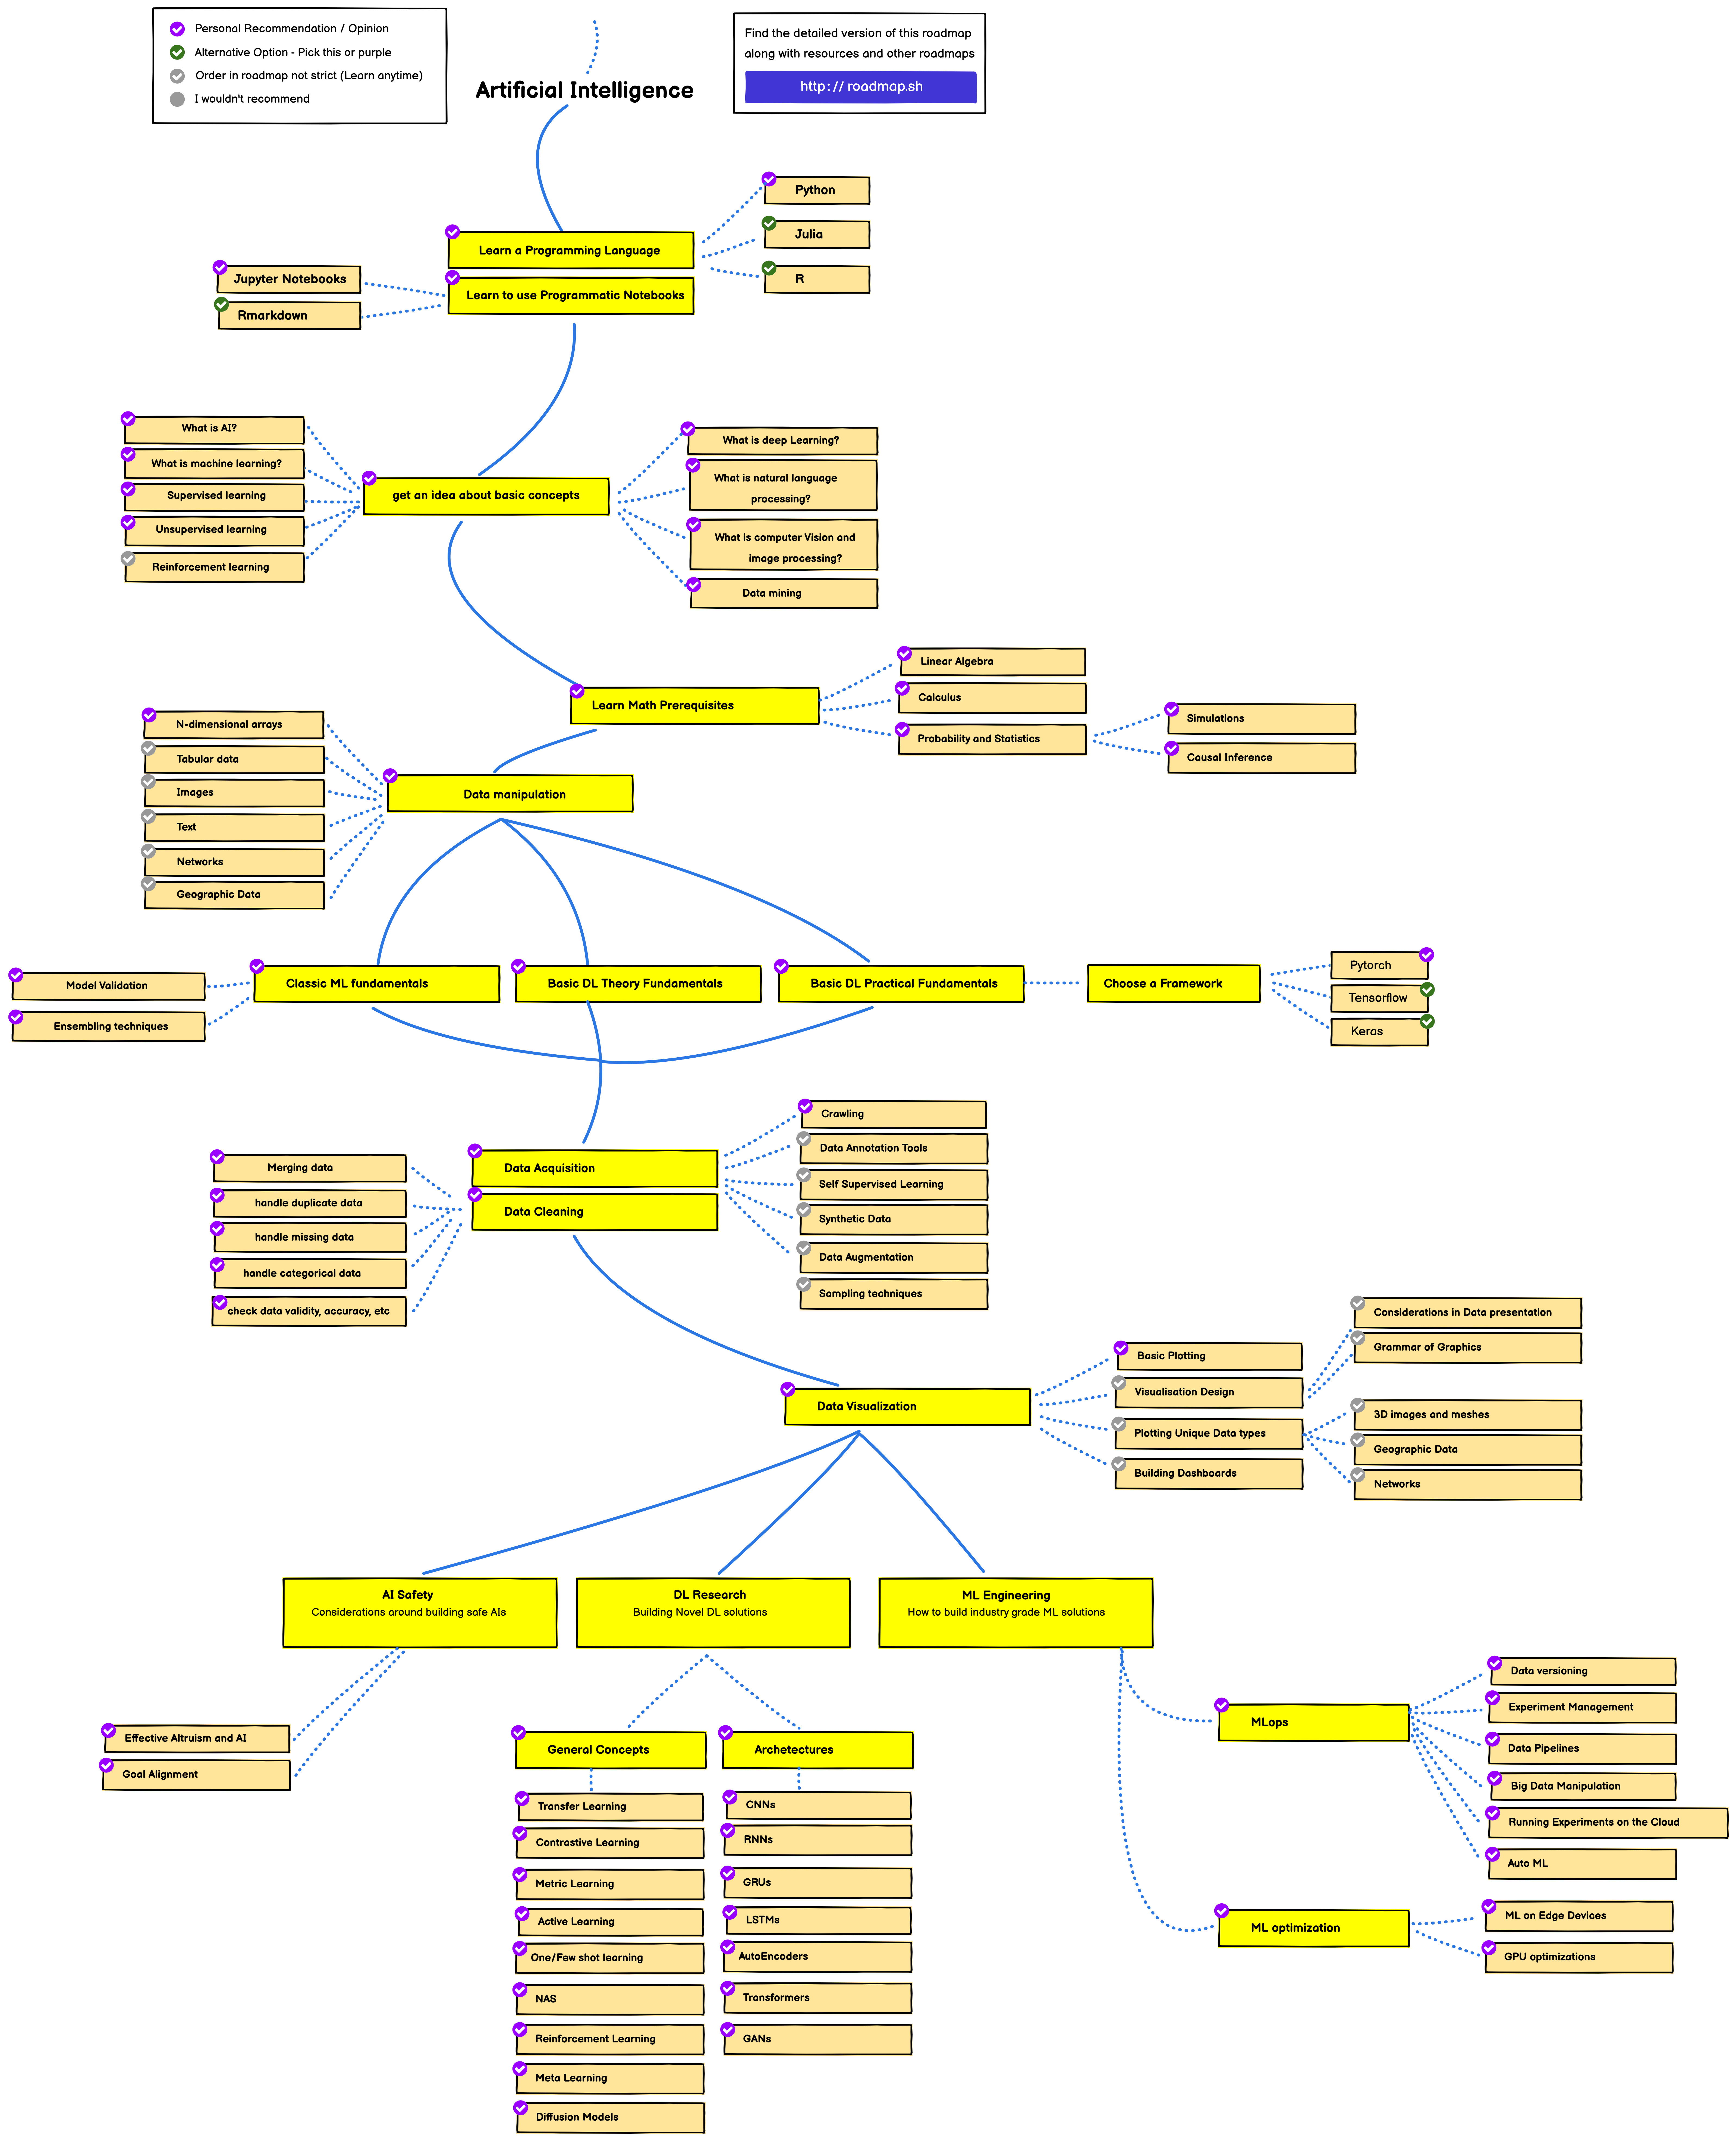 Personal Recommendation / Opinion
Alternative Option - Pick this or purple
Order in roadmap not strict (Learn anytime)
I wouldn't recommend
Artificial Intelligence
Find the detailed version of this roadmap
along with resources and other roadmaps
http://roadmap.sh
Python
Learn a Programming Language
Julia
R
Jupyter Notebooks
Learn to use Programmatic Notebooks
Rmarkdown
What is AI?
What is machine learning?
Supervised learning
Unsupervised learning
Reinforcement learning
get an idea about basic concepts
What is deep Learning?
What is natural language
processing?
What is computer Vision and
image processing?
Data mining
Learn Math Prerequisites
Linear Algebra
Calculus
Probability and Statistics
Simulations
Causal Inference
N-dimensional arrays
Tabular data
Images
Text
Networks
Geographic Data
Data manipulation
Model Validation
Ensembling techniques
Classic ML fundamentals
Basic DL Theory Fundamentals
Basic DL Practical Fundamentals
Choose a Framework
Pytorch
Tensorflow
Keras
Merging data
handle duplicate data
handle missing data
handle categorical data
check data validity, accuracy, etc
Data Acquisition
Data Cleaning
Crawling
Data Annotation Tools
Self Supervised Learning
Synthetic Data
Data Augmentation
Sampling techniques
Data Visualization
Basic Plotting
Visualisation Design
Plotting Unique Data types
Building Dashboards
Considerations in Data presentation
Grammar of Graphics
3D images and meshes
Geographic Data
Networks
AI Safety
Considerations around building safe AIs
DL Research
Building Novel DL solutions
ML Engineering
How to build industry grade ML solutions
Effective Altruism and AI
Goal Alignment
General Concepts
Transfer Learning
Contrastive Learning
Metric Learning
Active Learning
One/Few shot learning
NAS
Reinforcement Learning
Meta Learning
Diffusion Models
Archetectures
CNNs
RNNs
GRUs
LSTMs
AutoEncoders
Transformers
GANs
MLops
Data versioning
Experiment Management
Data Pipelines
Big Data Manipulation
Running Experiments on the Cloud
Auto ML
ML optimization
ML on Edge Devices
GPU optimizations